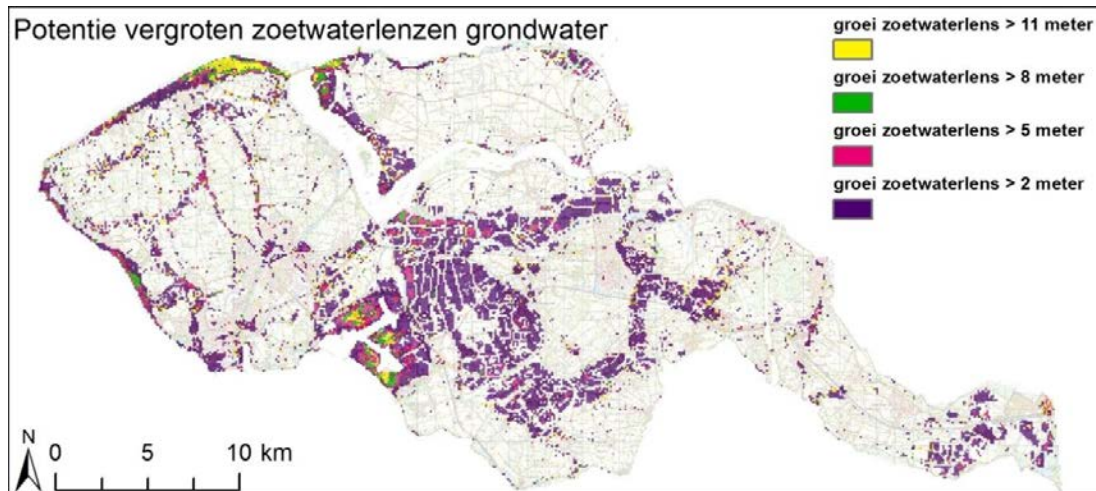 Potentie vergroten zoetwaterlenzen grondwater
groei zoetwaterlens > 11 meter
groei zoetwaterlens > 8 meter
groei zoetwaterlens > 5 meter
groei zoetwaterlens > 2 meter
N
0 5 10 km